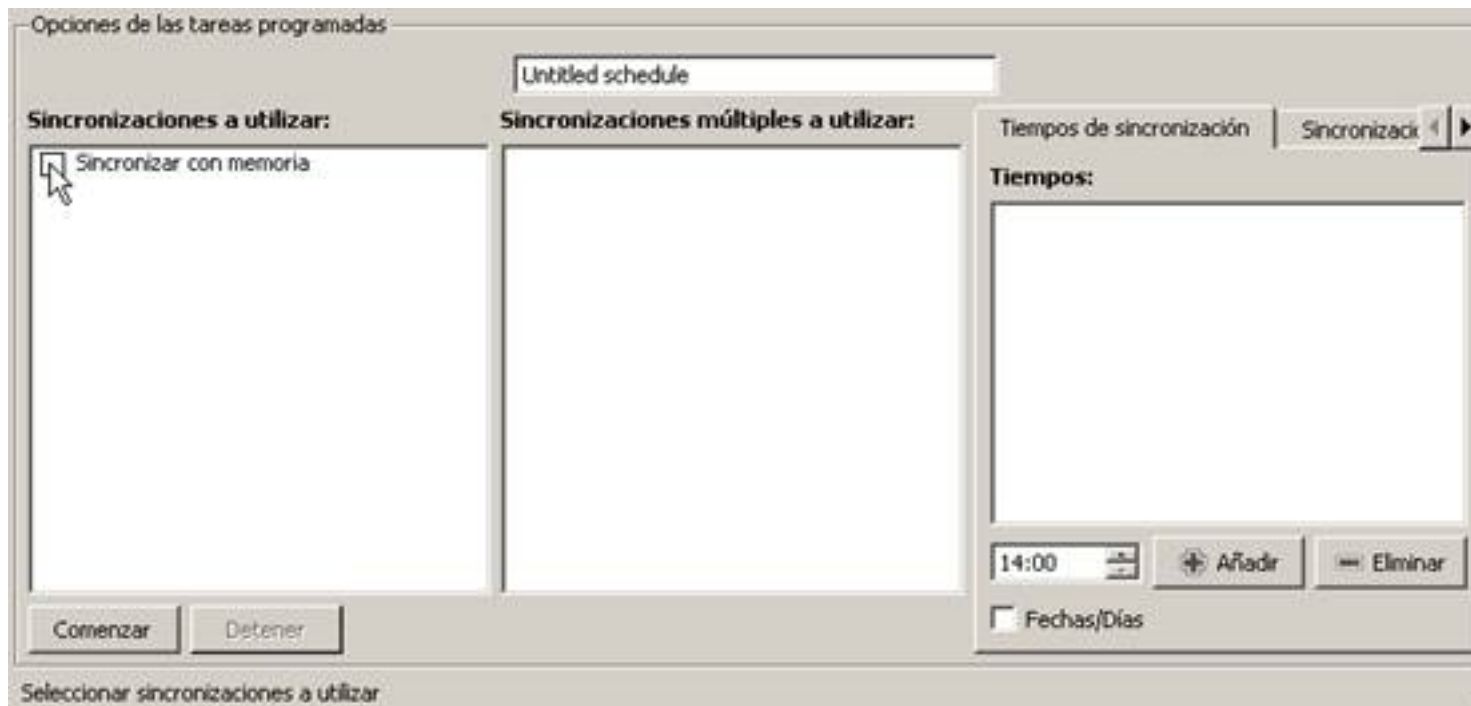 Opciones de las tareas programadas
Untitled schedule
Sincronizaciones a utilizar:
Sincronizar con memoria
Sincronizaciones múltiples a utilizar:
Tiempos de sincronización
Tiempos:
14:00
Añadir
Eliminar
Fechas/Días
Comenzar
Detener
Seleccionar sincronizaciones a utilizar